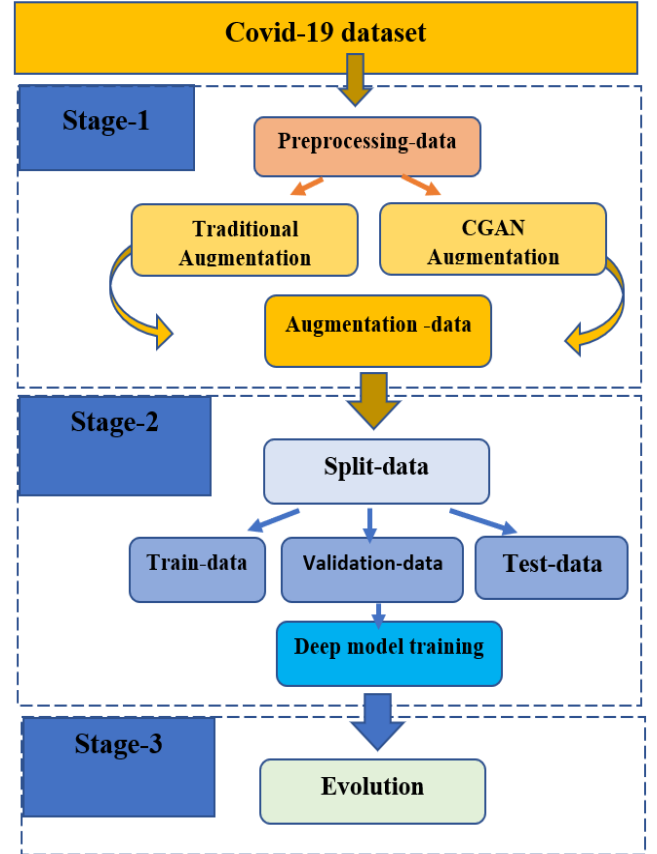 Covid-19 dataset
Stage-1
Preprocessing-data
Traditional
Augmentation
CGAN
Augmentation
Augmentation -data
Stage-2
Split-data
Train-data
Validation-data
Test-data
Deep model training
Stage-3
Evolution